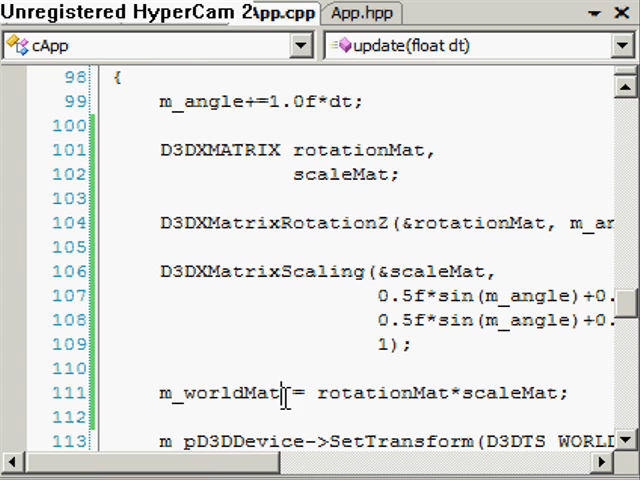 Unregistered HyperCam 2 App.cpp App.hpp
cApp update(float dt)
98 {
99 m_angle+=1.0f*dt;
100
101 D3DXMATRIX rotationMat,
102 scaleMat;
103
104 D3DXMatrixRotationZ(&rotationMat, m_an
105
106 D3DXMatrixScaling(&scaleMat,
107 0.5f*sin(m_angle)+0.
108 0.5f*sin(m_angle)+0.
109 1);
110
111 m_worldMat = rotationMat*scaleMat;
112
113 m_pD3DDevice->SetTransform(D3DTS_WORLD